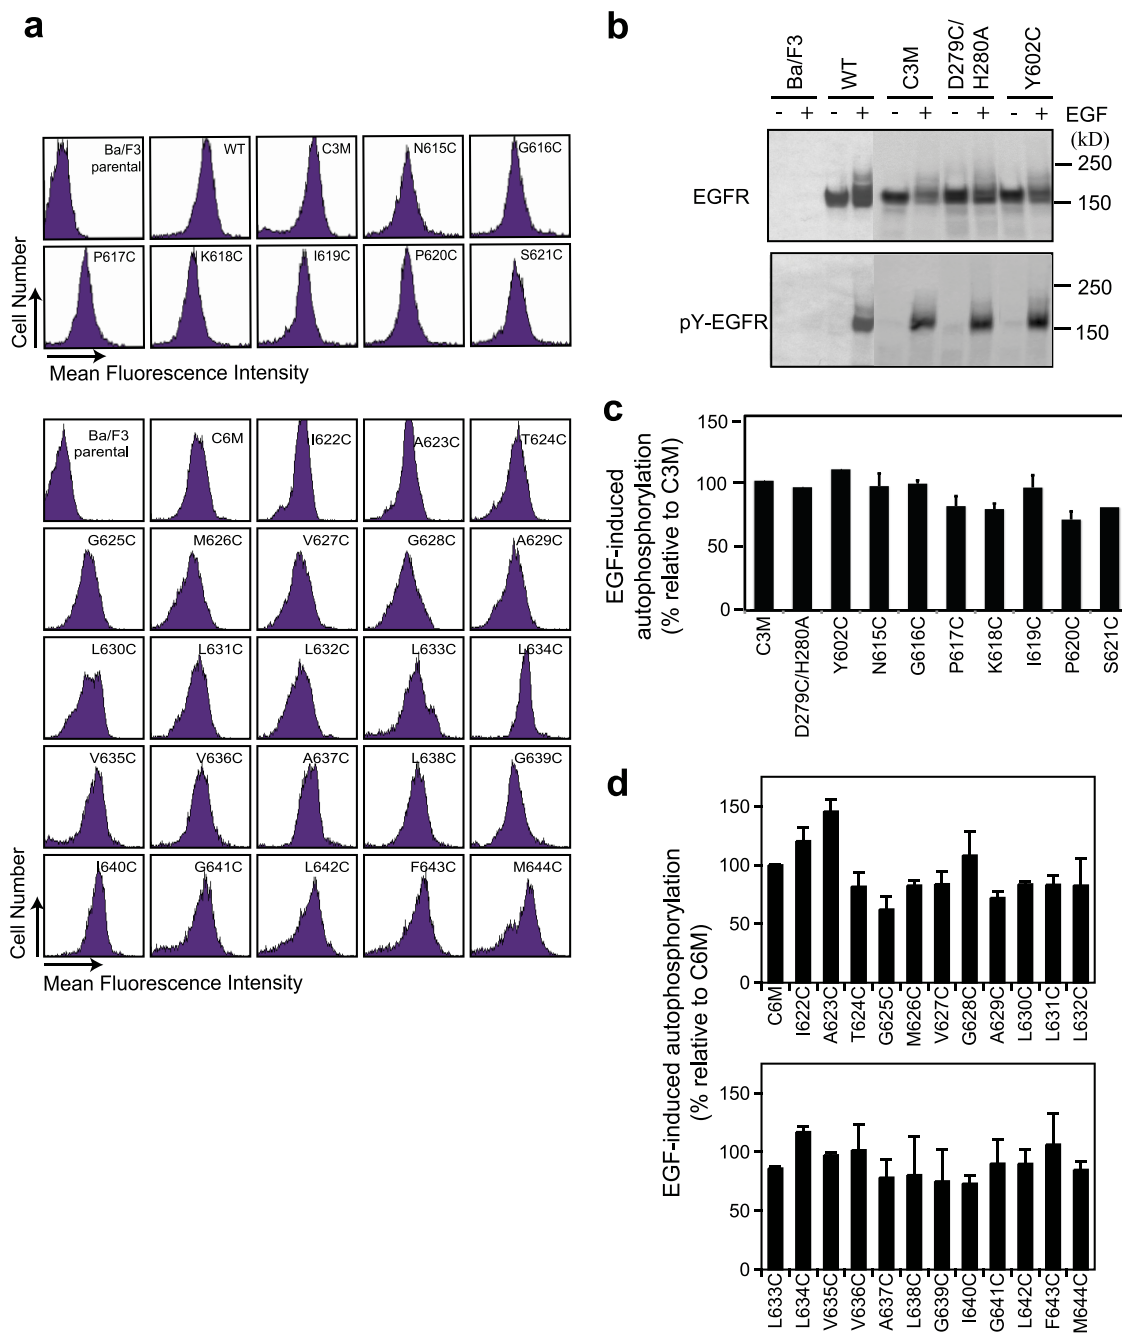 a
Ba/F3
parental
WT
C3M
N615C
G616C
P617C
K618C
I619C
P620C
S621C
Cell Number
Mean Fluorescence Intensity
Ba/F3
parental
C6M
I622C
A623C
T624C
G625C
M626C
V627C
G628C
A629C
L630C
L631C
L632C
L633C
L634C
V635C
V636C
A637C
L638C
G639C
I640C
G641C
L642C
F643C
M644C
Cell Number
Mean Fluorescence Intensity
b
Ba/F3
WT
C3M
D279C/
H280A
Y602C
- + - + - + - + - + EGF
(kD)
EGFR
250
150
pY-EGFR
250
150
c
EGF-induced
autophosphorylation
(% relative to C3M)
150
100
50
0
C3M
D279C/H280A
Y602C
N615C
G616C
P617C
K618C
I619C
P620C
S621C
d
EGF-induced autophosphorylation
(% relative to C6M)
150
100
50
0
C6M
I622C
A623C
T624C
G625C
M626C
V627C
G628C
A629C
L630C
L631C
L632C
150
100
50
0
L633C
L634C
V635C
V636C
A637C
L638C
G639C
I640C
G641C
L642C
F643C
M644C